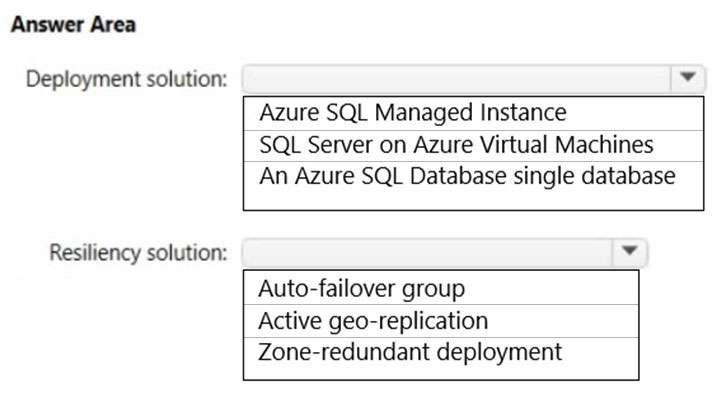 Answer Area
Deployment solution:
Azure SQL Managed Instance
SQL Server on Azure Virtual Machines
An Azure SQL Database single database
Resiliency solution:
Auto-failover group
Active geo-replication
Zone-redundant deployment